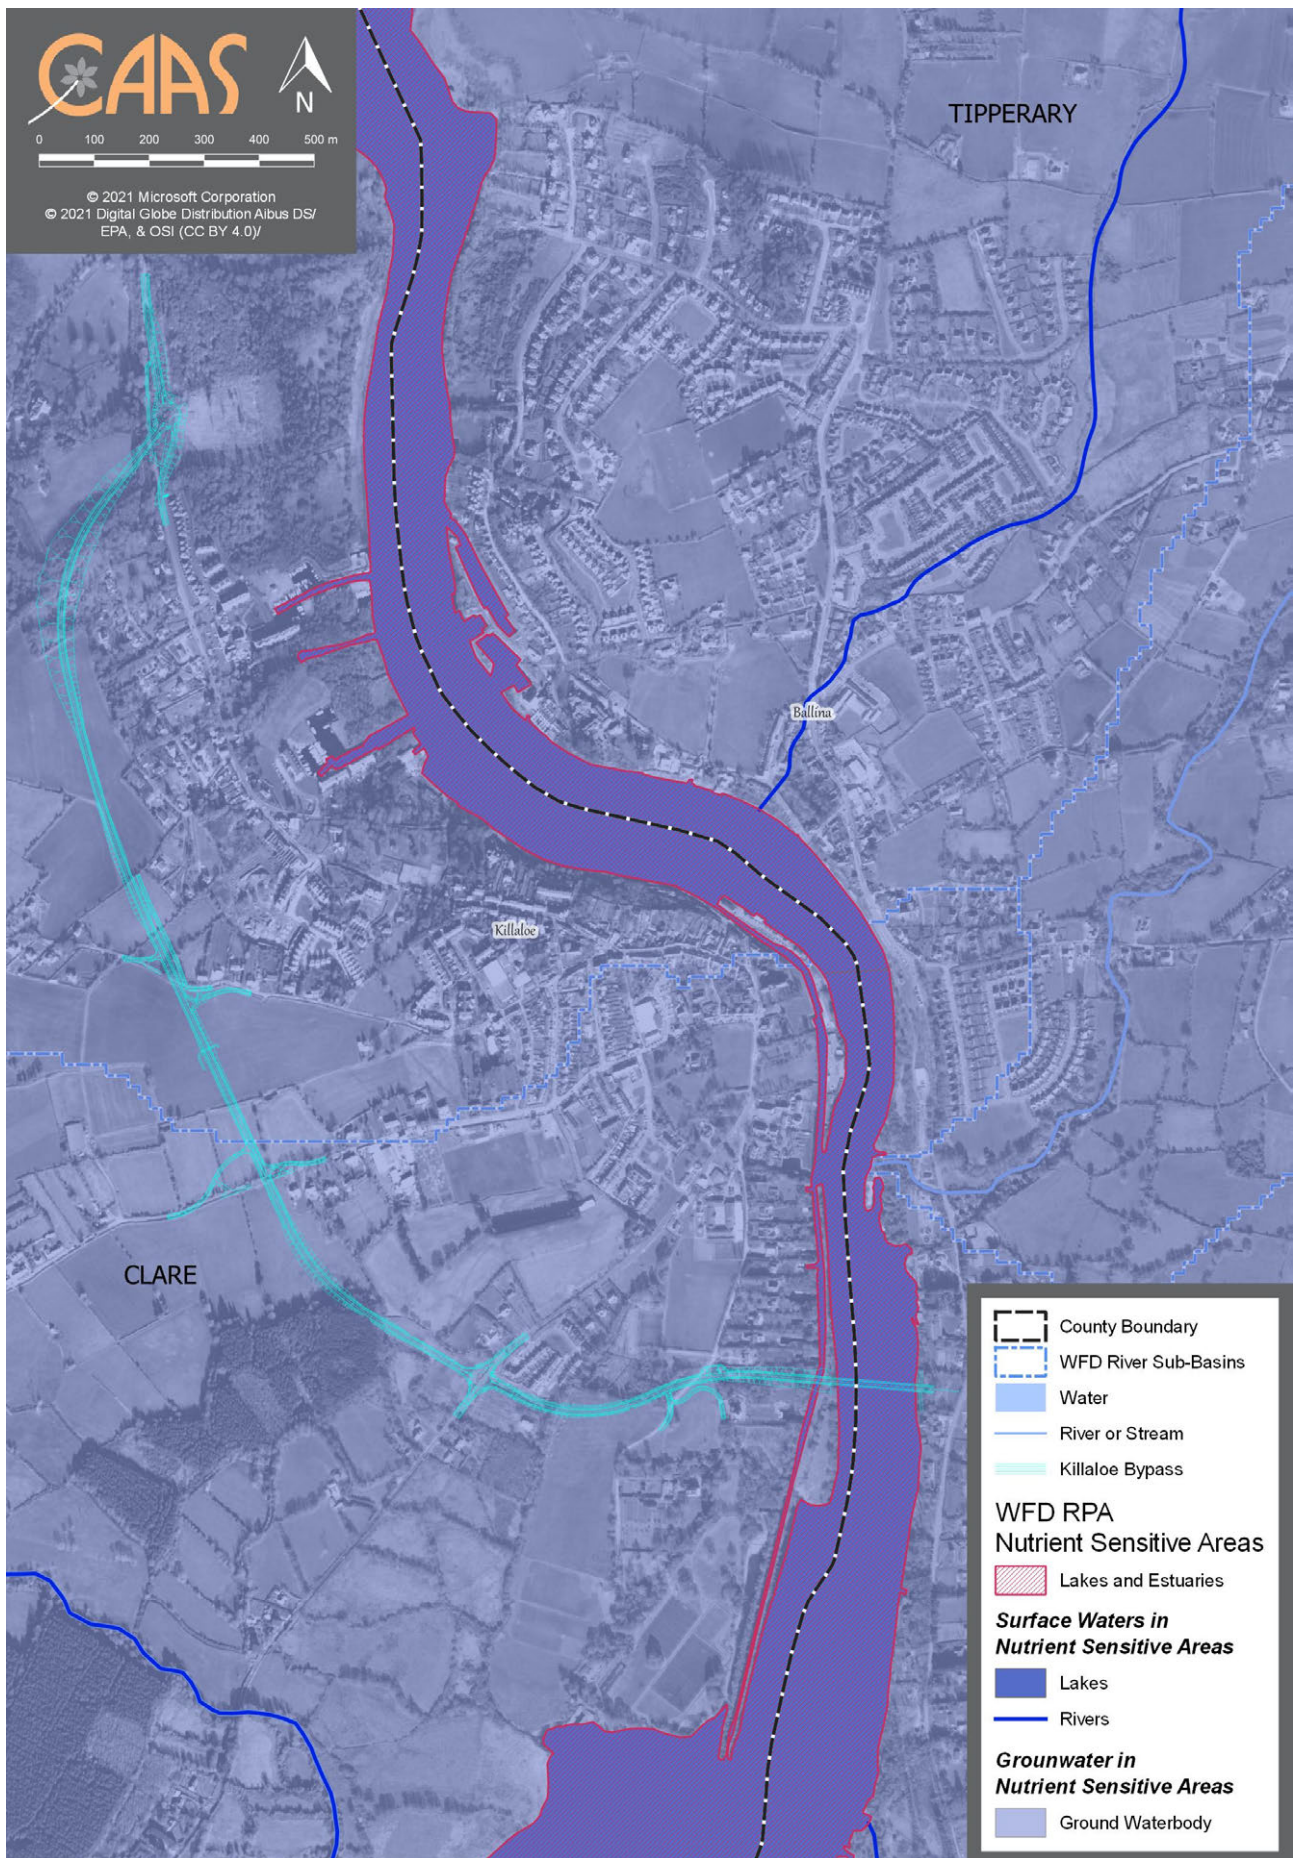 CAAS
N
0 100 200 300 400 500 m
© 2021 Microsoft Corporation
© 2021 Digital Globe Distribution Aibus DS/
EPA, & OSI (CC BY 4.0)/
TIPPERARY
Ballina
Killaloe
CLARE
County Boundary
WFD River Sub-Basins
Water
River or Stream
Killaloe Bypass
WFD RPA
Nutrient Sensitive Areas
Lakes and Estuaries
Surface Waters in
Nutrient Sensitive Areas
Lakes
Rivers
Grounwater in
Nutrient Sensitive Areas
Ground Waterbody